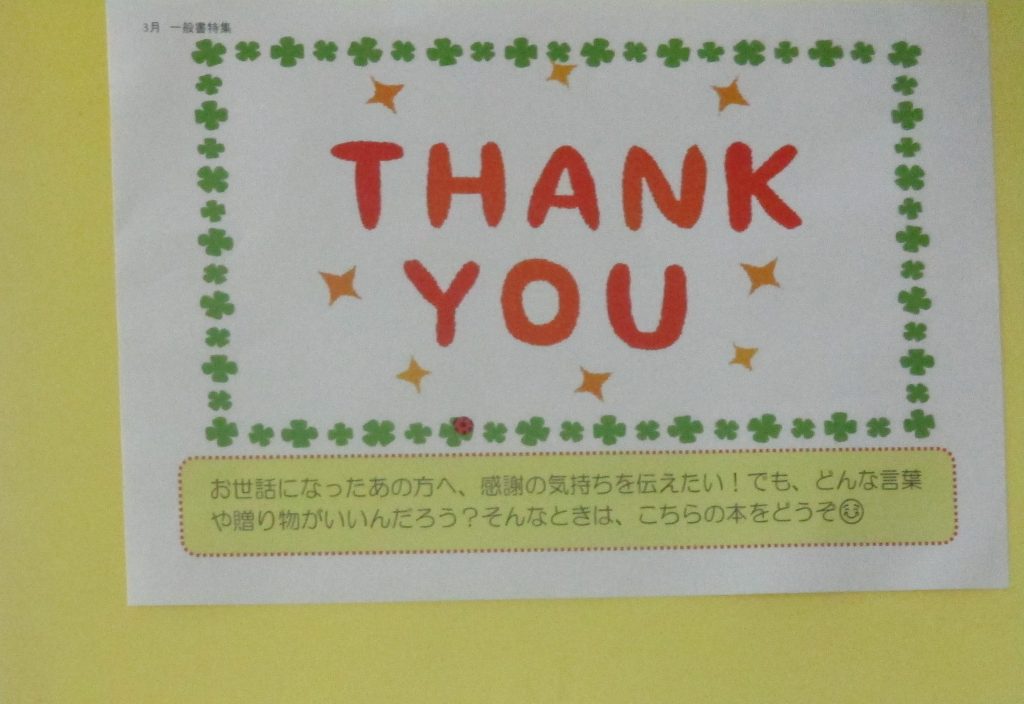 3月 一般書特集
THANK
YOU
お世話になったあの方へ、感謝の気持ちを伝えたい！でも、どんな言葉
や贈り物がいいんだろう？そんなときは、こちらの本をどうぞ